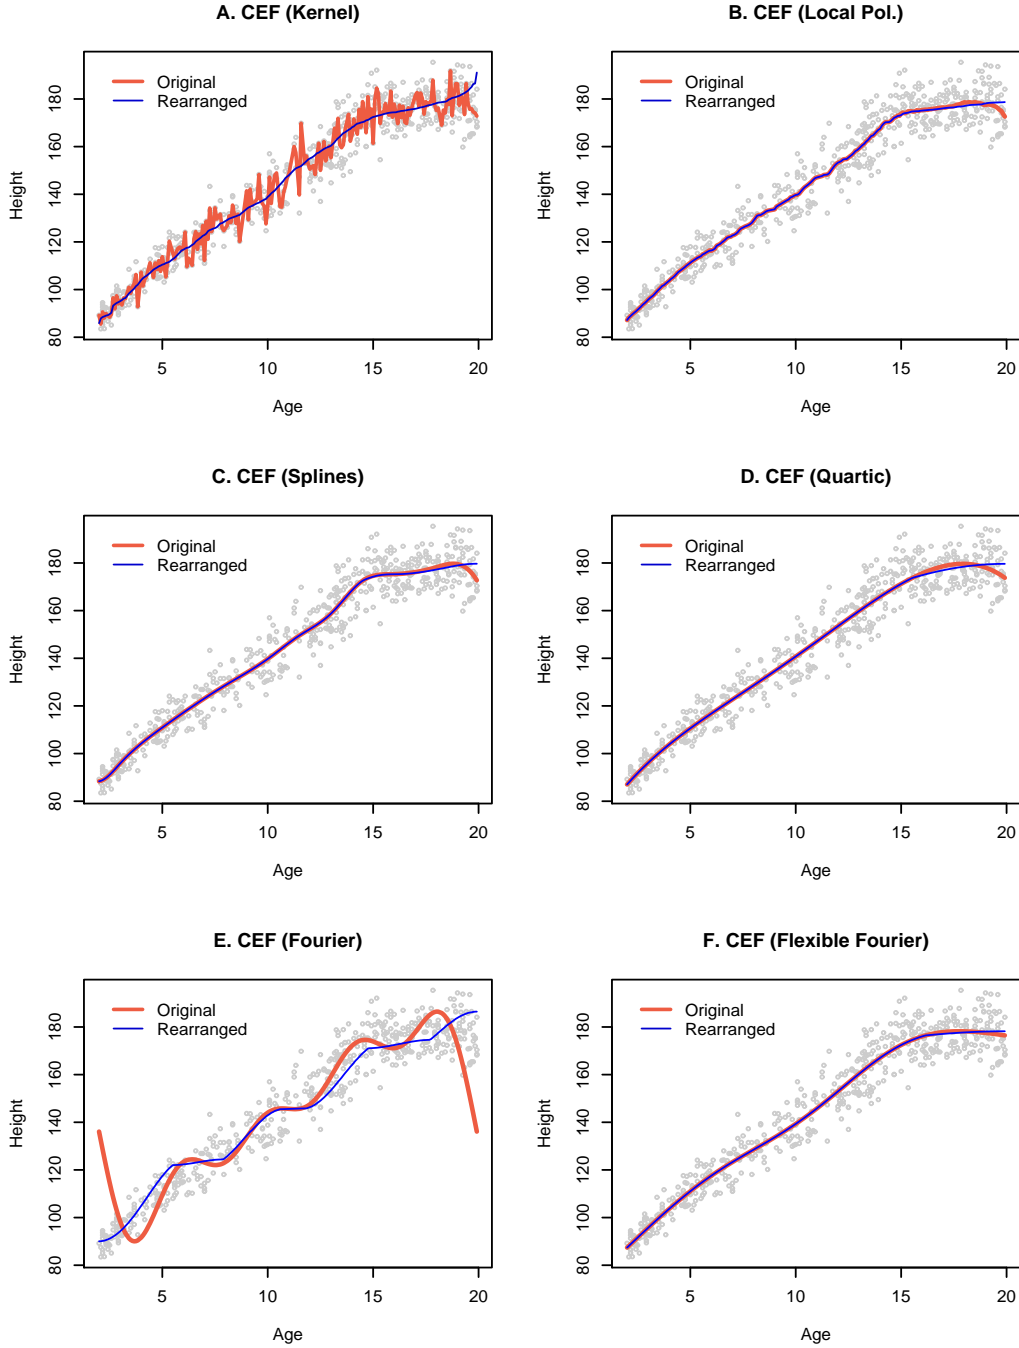 A. CEF (Kernel)
Original
Rearranged
Height
80 100 120 140 160 180
5 10 15 20
Age
B. CEF (Local Pol.)
Original
Rearranged
Height
80 100 120 140 160 180
5 10 15 20
Age
C. CEF (Splines)
Original
Rearranged
Height
80 100 120 140 160 180
5 10 15 20
Age
D. CEF (Quartic)
Original
Rearranged
Height
80 100 120 140 160 180
5 10 15 20
Age
E. CEF (Fourier)
Original
Rearranged
Height
80 100 120 140 160 180
5 10 15 20
Age
F. CEF (Flexible Fourier)
Original
Rearranged
Height
80 100 120 140 160 180
5 10 15 20
Age